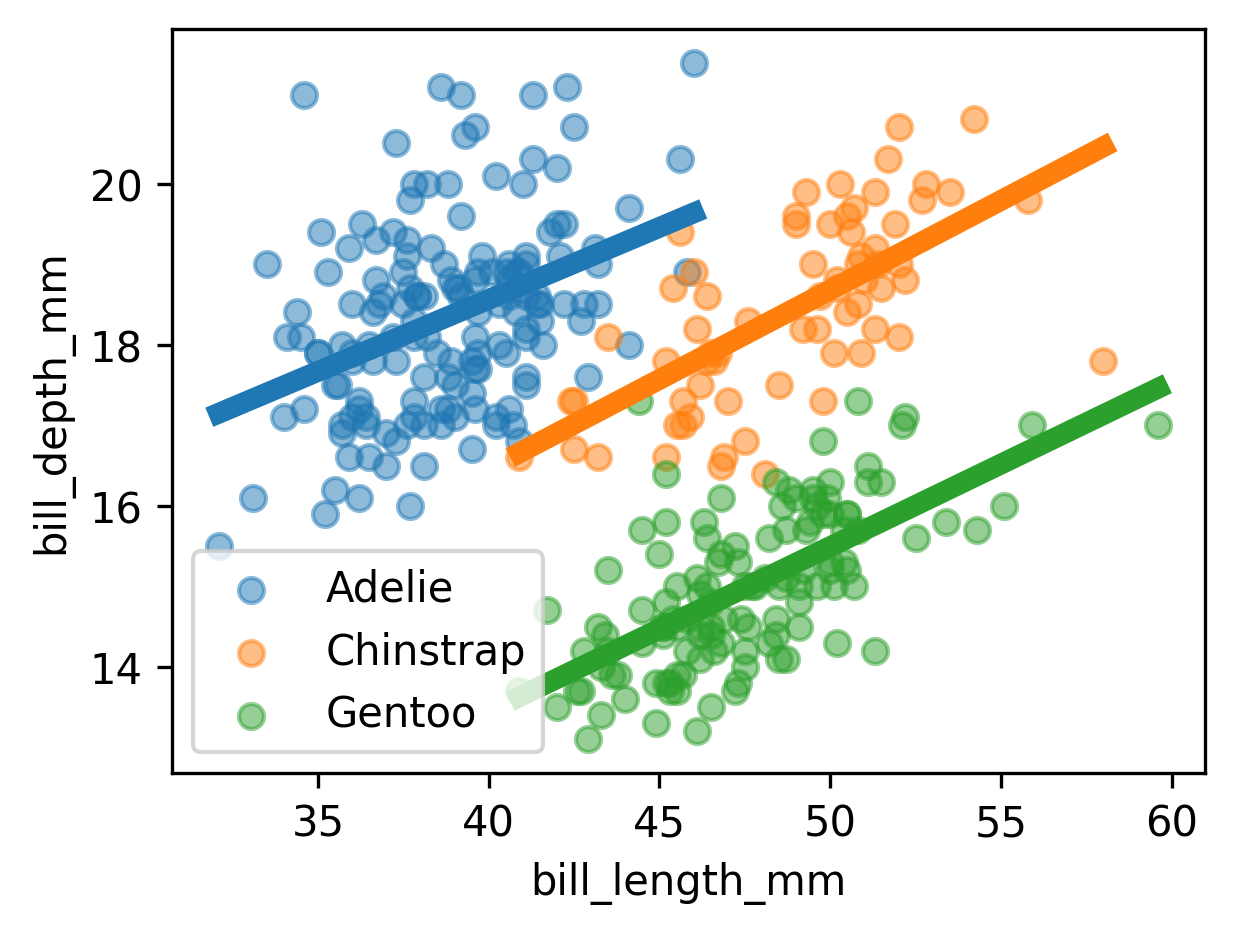 bill_depth_mm
20
18
16
14
Adelie
Chinstrap
Gentoo
35 40 45 50 55 60
bill_length_mm